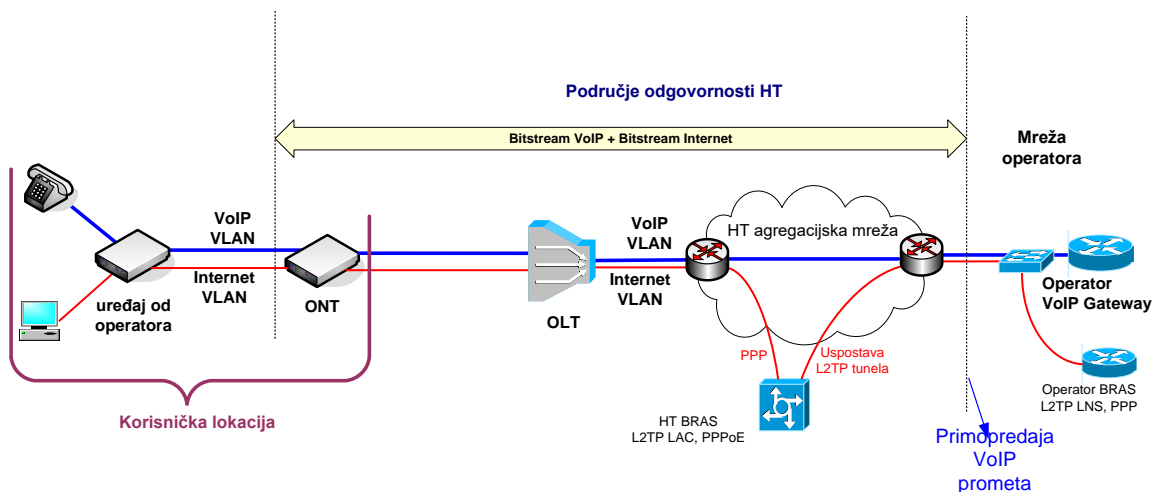 Područje odgovornosti HT
Bitstream VoIP + Bitstream Internet
Mreža
operatora
VoIP
VLAN
Internet
VLAN
uređaj od
operatora
ONT
OLT
VoIP
VLAN
Internet
VLAN
HT agregacijska mreža
Operator
VoIP Gateway
PPP
Uspostava
L2TP tunela
HT BRAS
L2TP LAC, PPPoE
Operator BRAS
L2TP LNS, PPP
Korisnička lokacija
Primopredaja
VoIP
prometa